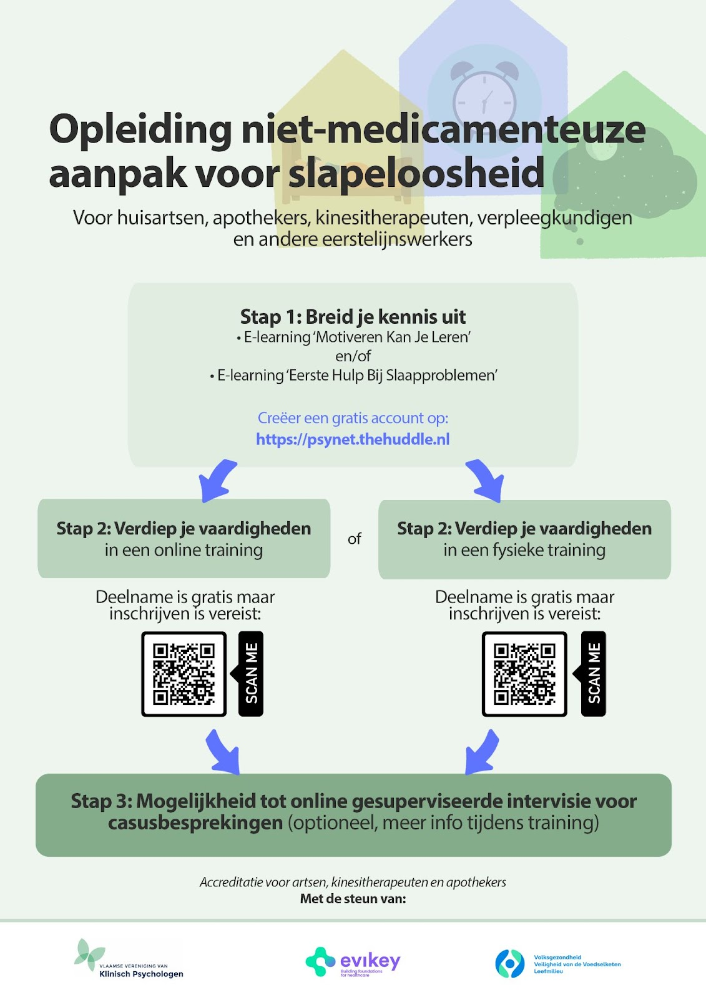 Opleiding niet-medicamenteuze
aanpak voor slapeloosheid
Voor huisartsen, apothekers, kinesitherapeuten, verpleegkundigen
en andere eerstelijnswerkers
Stap 1: Breid je kennis uit
• E-learning ‘Motiveren Kan Je Leren’
en/of
• E-learning ‘Eerste Hulp Bij Slaapproblemen’
Creëer een gratis account op:
https://psynet.thehuddle.nl
Stap 2: Verdiep je vaardigheden
in een online training
of
Stap 2: Verdiep je vaardigheden
in een fysieke training
Deelname is gratis maar
inschrijven is vereist:
SCAN ME
Deelname is gratis maar
inschrijven is vereist:
SCAN ME
Stap 3: Mogelijkheid tot online gesuperviseerde intervisie voor
casusbesprekingen (optioneel, meer info tijdens training)
Accreditatie voor artsen, kinesitherapeuten en apothekers
Met de steun van:
VLAAMSE VERENIGING VAN
Klinisch Psychologen
evikey
Building foundations
for healthcare
Volksgezondheid
Veiligheid van de Voedselketen
Leefmilieu